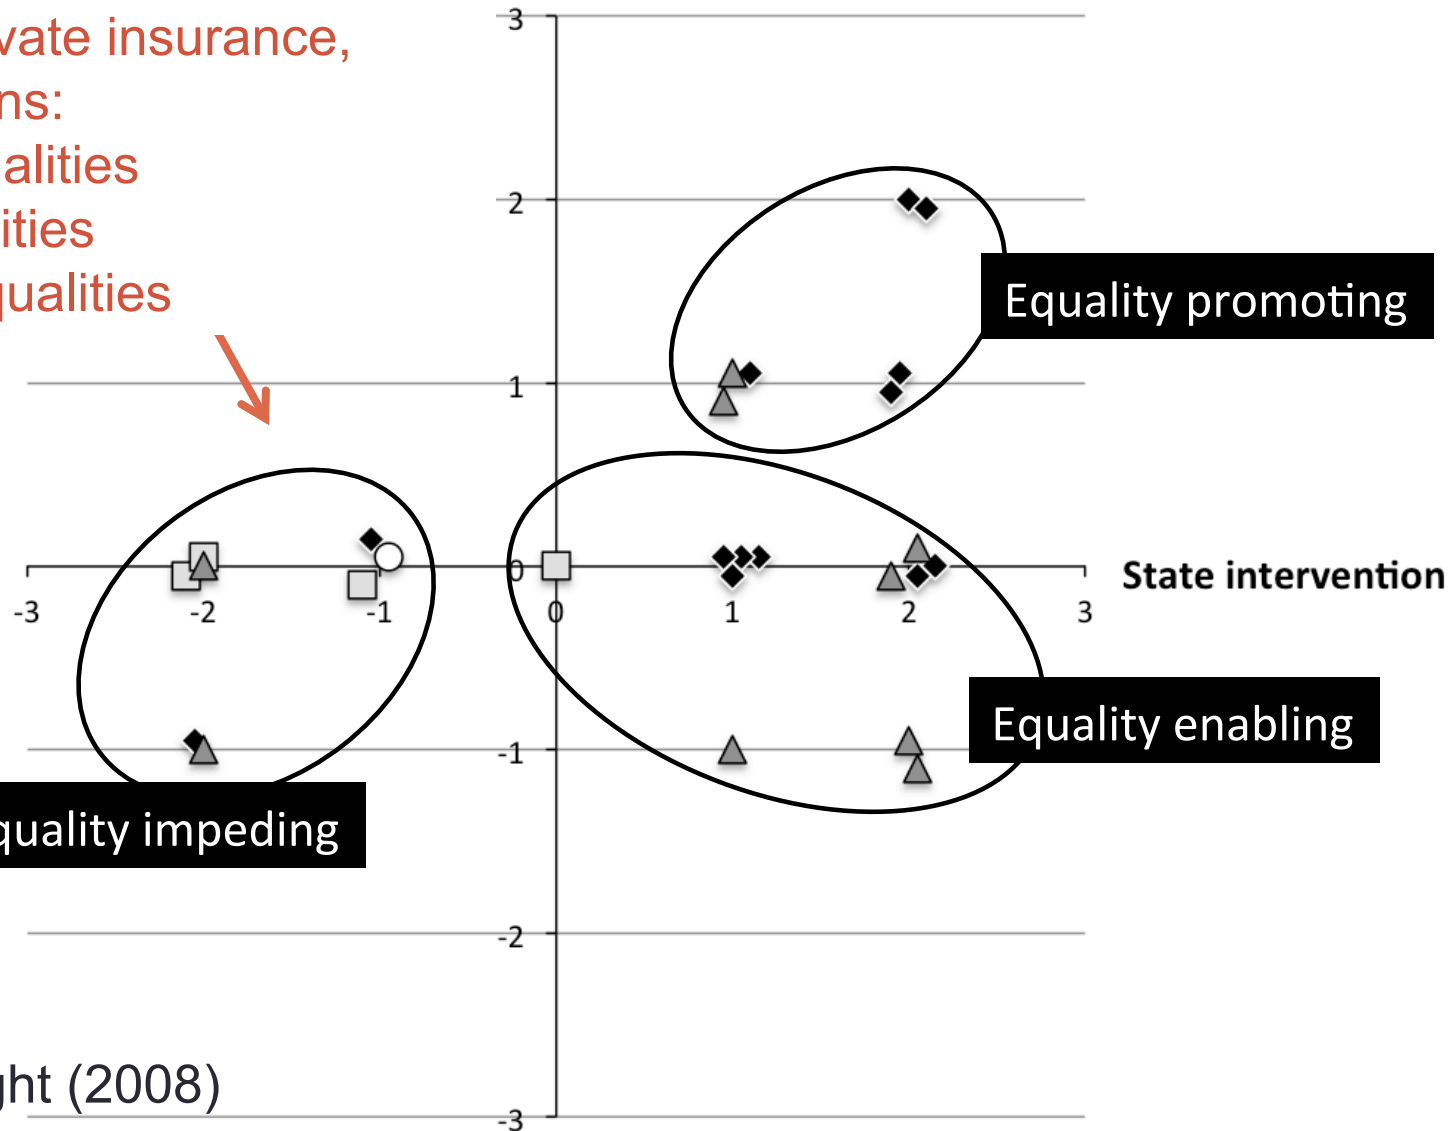 vate insurance,
ns:
alities
ities
qualities
3
2
Equality promoting
1
0
State intervention
-3 -2 -1 0 1 2 3
Equality enabling
-1
quality impeding
-2
ght (2008)
-3